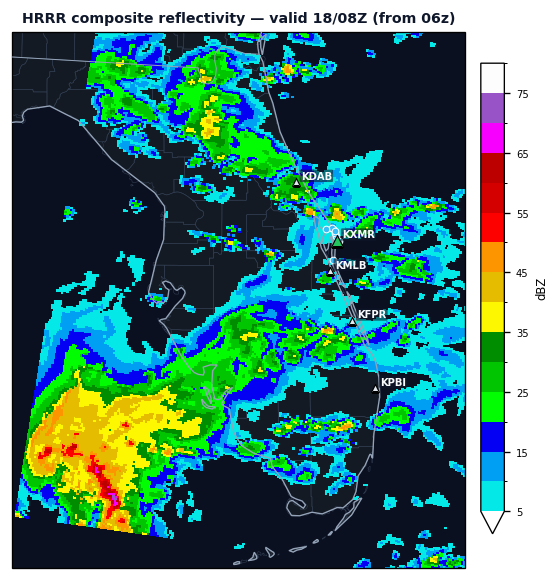 HRRR composite reflectivity — valid 18/08Z (from 06z)
KDAB
KXMR
KMLB
KFPR
KPBI
75
65
55
45
35
25
15
5
dBZ